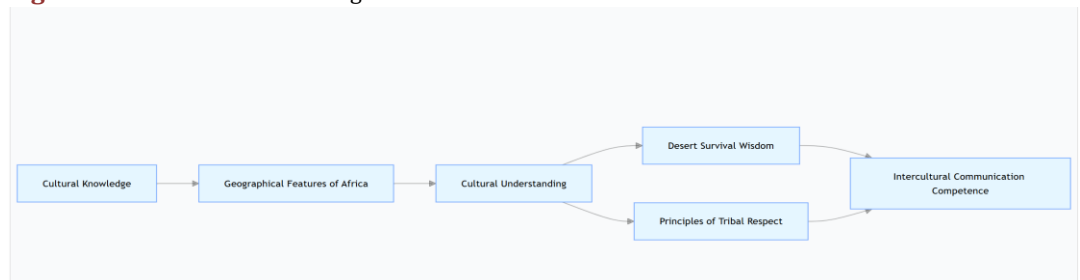 Cultural Knowledge
Geographical Features of Africa
Cultural Understanding
Desert Survival Wisdom
Principles of Tribal Respect
Intercultural Communication
Competence